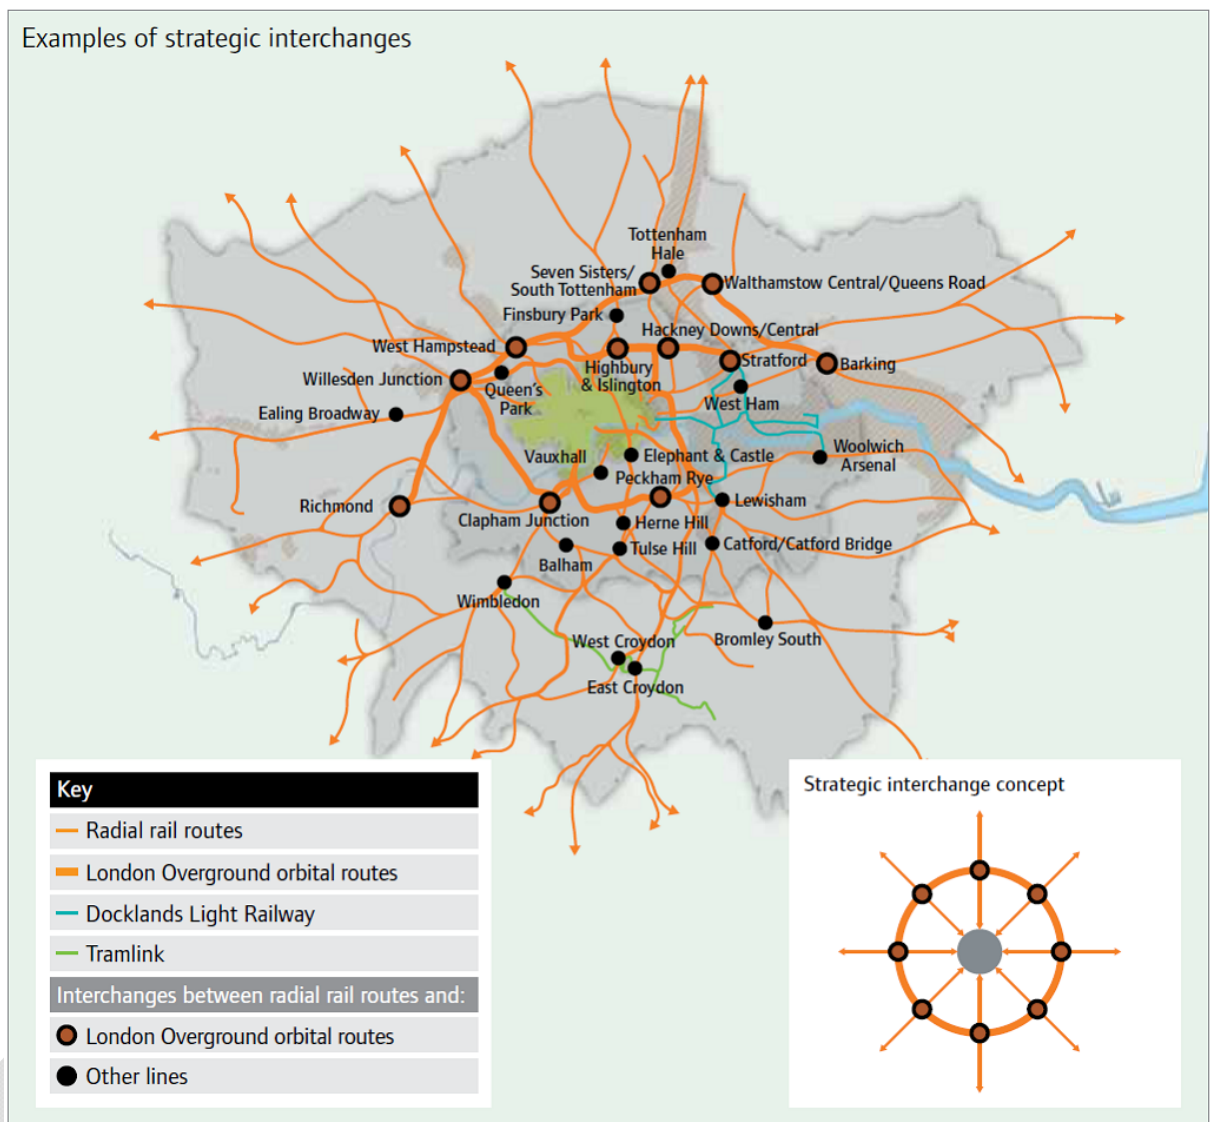 Examples of strategic interchanges
Tottenham
Hale
Seven Sisters/
South Tottenham
Walthamstow Central/Queens Road
Finsbury Park
Hackney Downs/Central
West Hampstead
Highbury
& Islington
Stratford
Barking
Willesden Junction
Queen's
Park
West Ham
Ealing Broadway
Vauxhall
Elephant & Castle
Woolwich
Arsenal
Peckham Rye
Richmond
Clapham Junction
Lewisham
Herne Hill
Tulse Hill
Catford/Catford Bridge
Balham
Wimbledon
West Croydon
Bromley South
East Croydon
Key
Radial rail routes
London Overground orbital routes
Docklands Light Railway
Tramlink
Interchanges between radial rail routes and:
London Overground orbital routes
Other lines
Strategic interchange concept